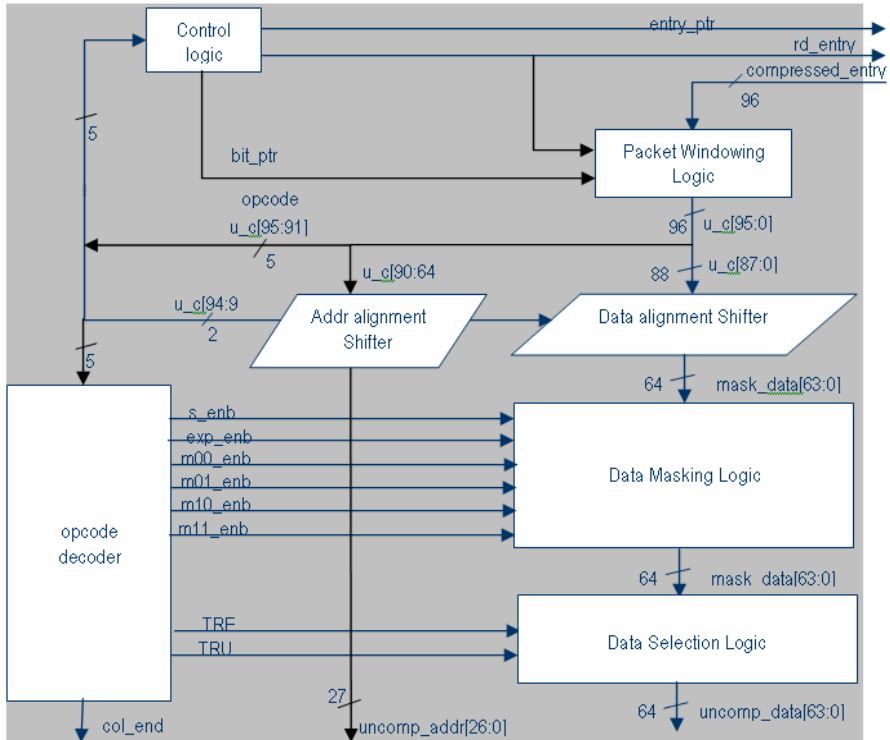 Control
logic
entry_ptr
rd_entry
compressed_entry
96
5
bit_ptr
Packet Windowing
Logic
opcode
u_c[95:91]
5
96
u_c[95:0]
u_c[90:64
88
u_c[87:0]
u_c[94:9
2
Addr alignment
Shifter
Data alignment Shifter
5
64
mask_data[63:0]
s_enb
exp_enb
m00_enb
m01_enb
m10_enb
m11_enb
Data Masking Logic
opcode
decoder
64
mask_data[63:0]
TRF
TRU
Data Selection Logic
27
64
col_end
uncomp_addr[26:0]
uncomp_data[63:0]